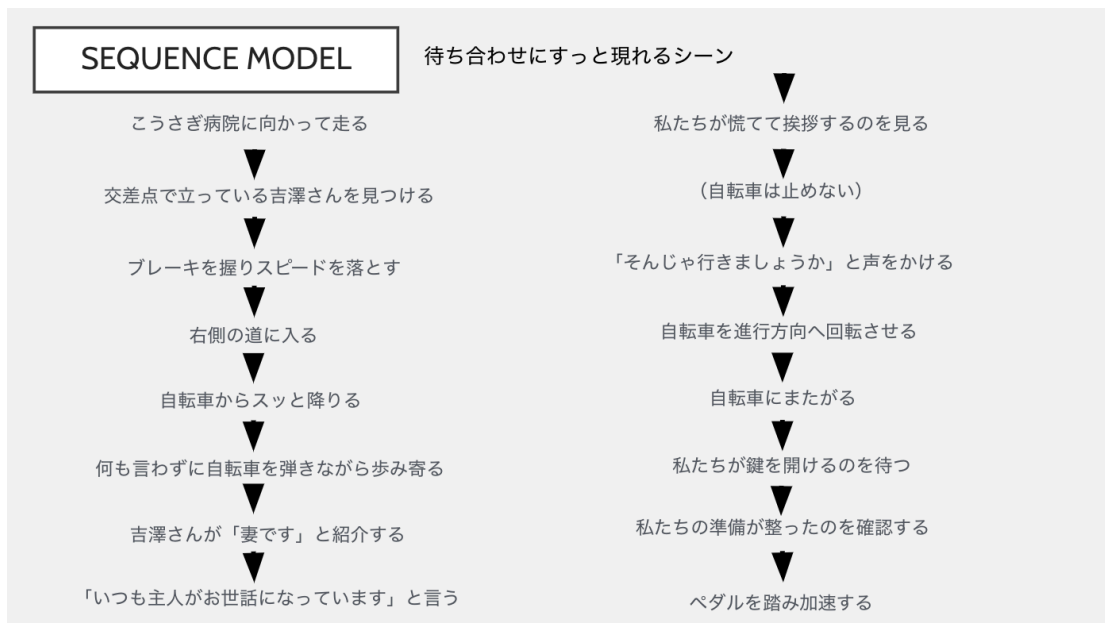 SEQUENCE MODEL
待ち合わせにすっと現れるシーン
こうさぎ病院に向かって走る
交差点で立っている吉澤さんを見つける
ブレーキを握りスピードを落とす
右側の道に入る
自転車からスッと降りる
何も言わずに自転車を弾きながら歩み寄る
吉澤さんが「妻です」と紹介する
「いつも主人がお世話になっています」と言う
私たちが慌てて挨拶するのを見る
（自転車は止めない）
「そんじゃ行きましょうか」と声をかける
自転車を進行方向へ回転させる
自転車にまたがる
私たちが鍵を開けるのを待つ
私たちの準備が整ったのを確認する
ペダルを踏み加速する